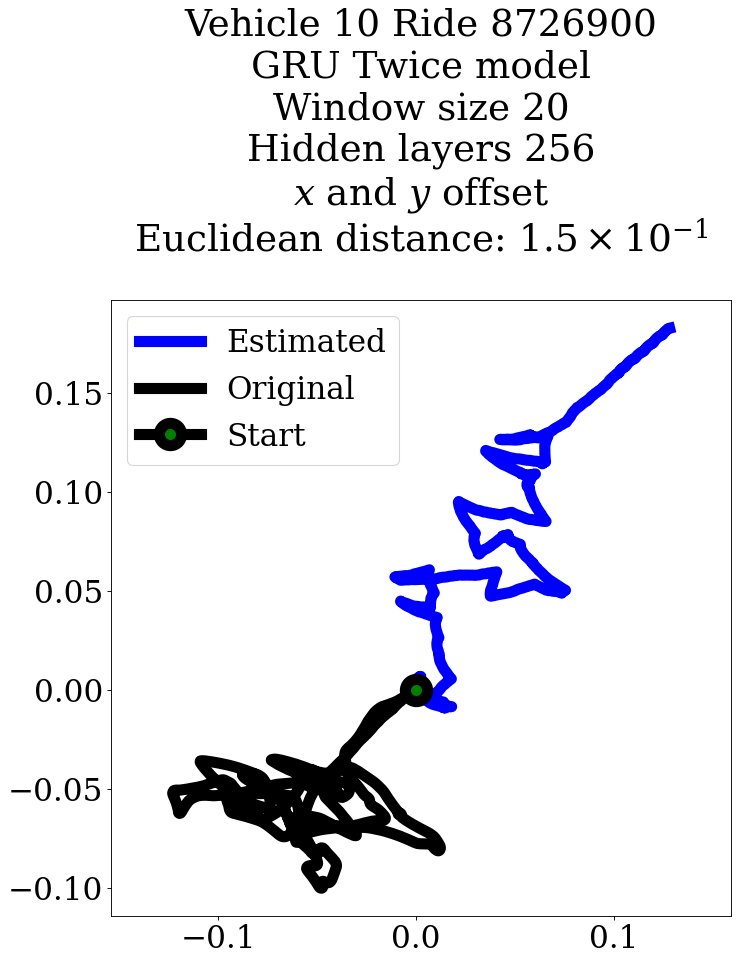 Vehicle 10 Ride 8726900
GRU Twice model
Window size 20
Hidden layers 256
x and y offset
Euclidean distance: 1.5 × 10⁻¹
Estimated
Original
Start
0.15
0.10
0.05
0.00
−0.05
−0.10
−0.1 0.0 0.1